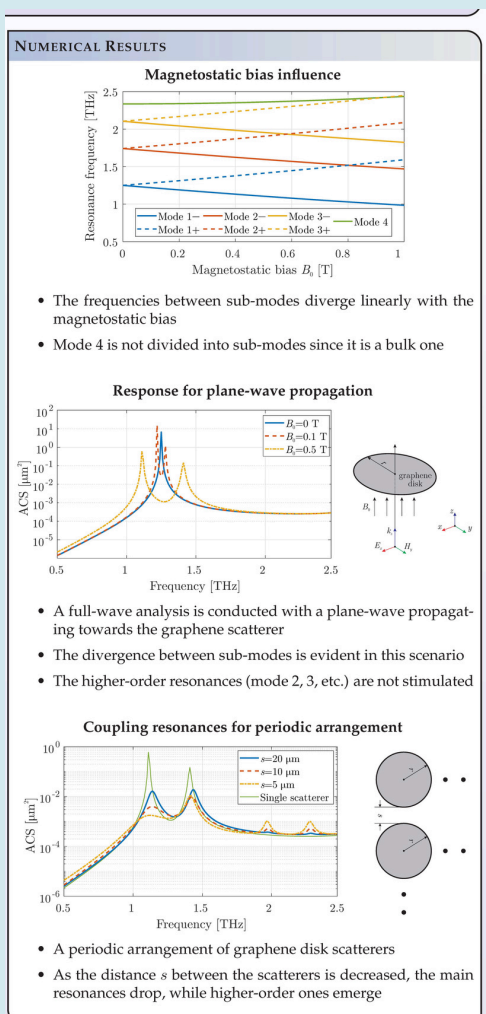 NUMERICAL RESULTS
Magnetostatic bias influence
Resonance frequency [THz]
2.5
2
1.5
1
0.5
Mode 1− Mode 2− Mode 3− Mode 4
Mode 1+ Mode 2+ Mode 3+
0 0.2 0.4 0.6 0.8 1
Magnetostatic bias B₀ [T]
• The frequencies between sub-modes diverge linearly with the
magnetostatic bias
• Mode 4 is not divided into sub-modes since it is a bulk one
Response for plane-wave propagation
ACS [µm²]
10²
10¹
10⁰
10⁻¹
10⁻²
10⁻³
10⁻⁴
10⁻⁵
B₀=0 T
B₀=0.1 T
B₀=0.5 T
0.5 1 1.5 2 2.5
Frequency [THz]
r
graphene
disk
B₀
k
E
H
z
x
y
• A full-wave analysis is conducted with a plane-wave propagat-
ing towards the graphene scatterer
• The divergence between sub-modes is evident in this scenario
• The higher-order resonances (mode 2, 3, etc.) are not stimulated
Coupling resonances for periodic arrangement
ACS [µm²]
10⁰
10⁻²
10⁻⁴
10⁻⁶
s=20 µm
s=10 µm
s=5 µm
Single scatterer
0.5 1 1.5 2 2.5
Frequency [THz]
r
s
r
• A periodic arrangement of graphene disk scatterers
• As the distance s between the scatterers is decreased, the main
resonances drop, while higher-order ones emerge